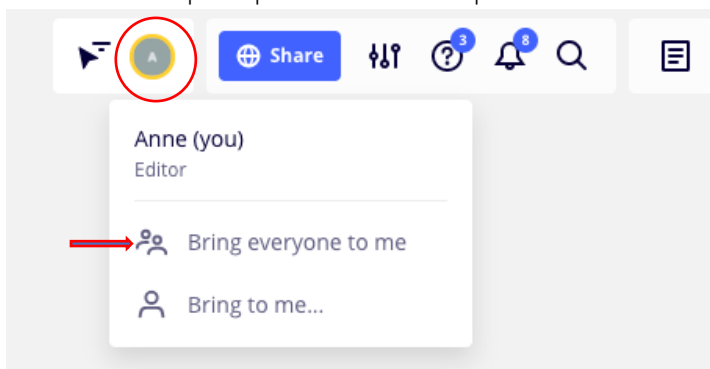 A
Share
3
8
Anne (you)
Editor
Bring everyone to me
Bring to me...